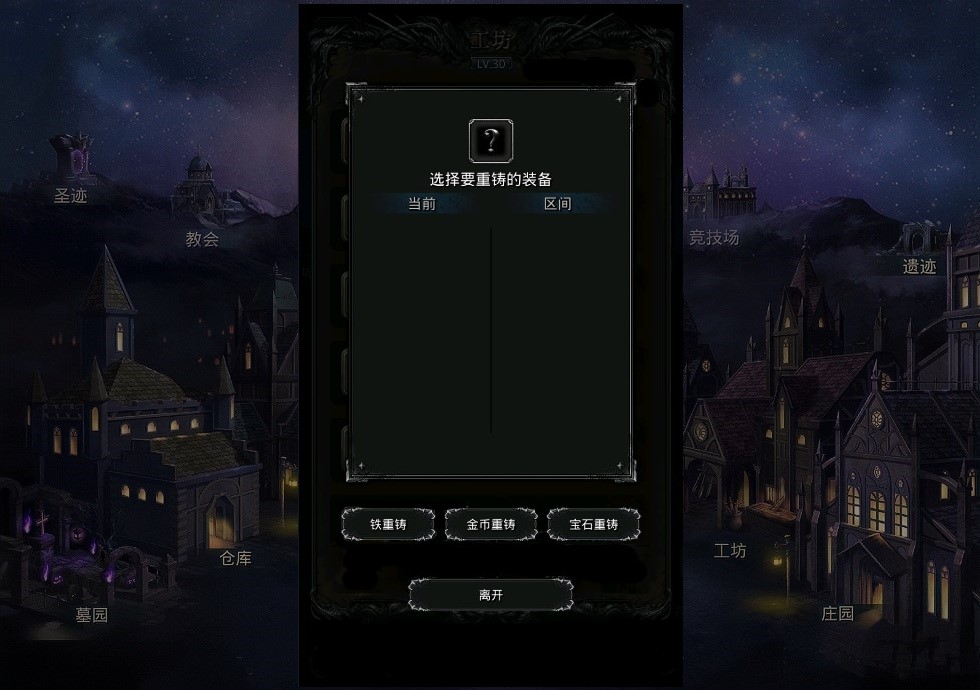 工坊
LV.30
选择要重铸的装备
当前
区间
铁重铸
金币重铸
宝石重铸
离开
圣迹
教会
竞技场
遗迹
仓库
墓园
工坊
庄园